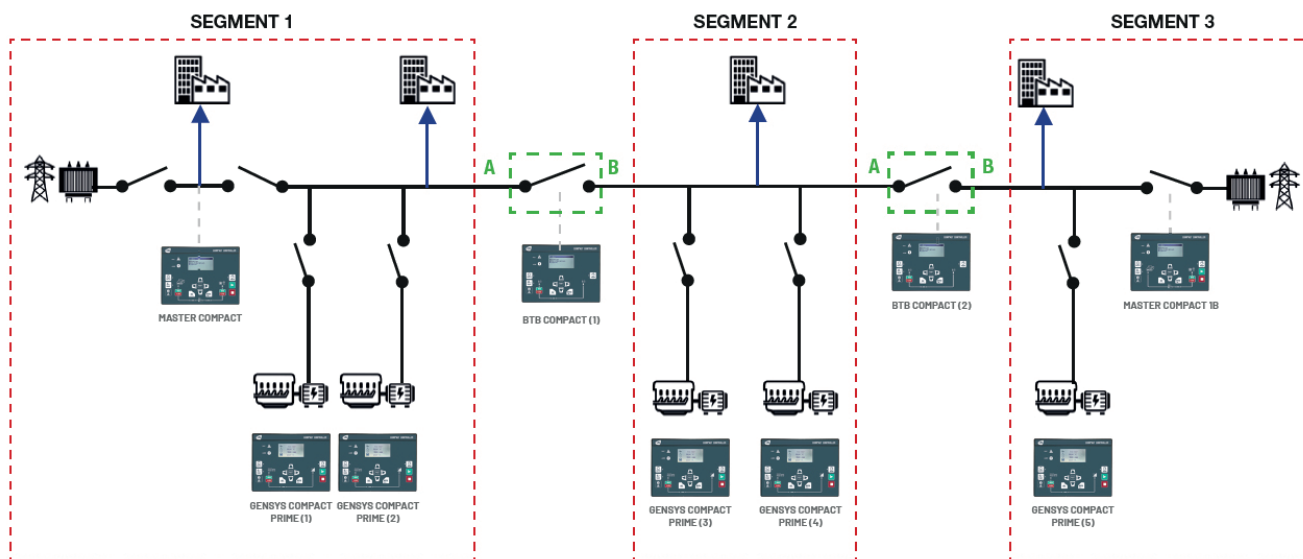 SEGMENT 1
SEGMENT 2
SEGMENT 3
A
B
A
B
MASTER COMPACT
BTB COMPACT (1)
BTB COMPACT (2)
MASTER COMPACT 1B
GENSYS COMPACT
PRIME (1)
GENSYS COMPACT
PRIME (2)
GENSYS COMPACT
PRIME (3)
GENSYS COMPACT
PRIME (4)
GENSYS COMPACT
PRIME (5)